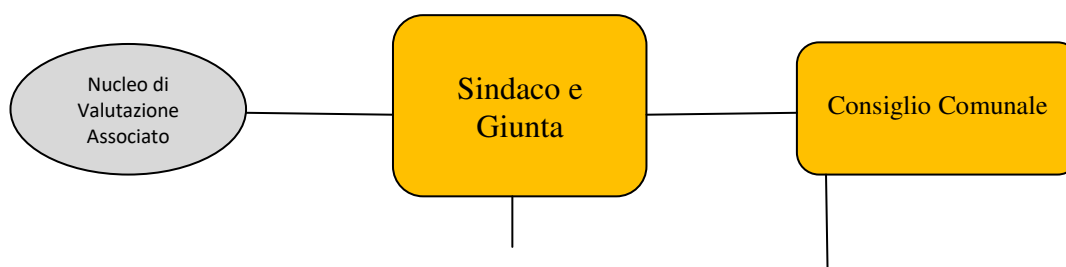 Nucleo di
Valutazione
Associato
Sindaco e
Giunta
Consiglio Comunale